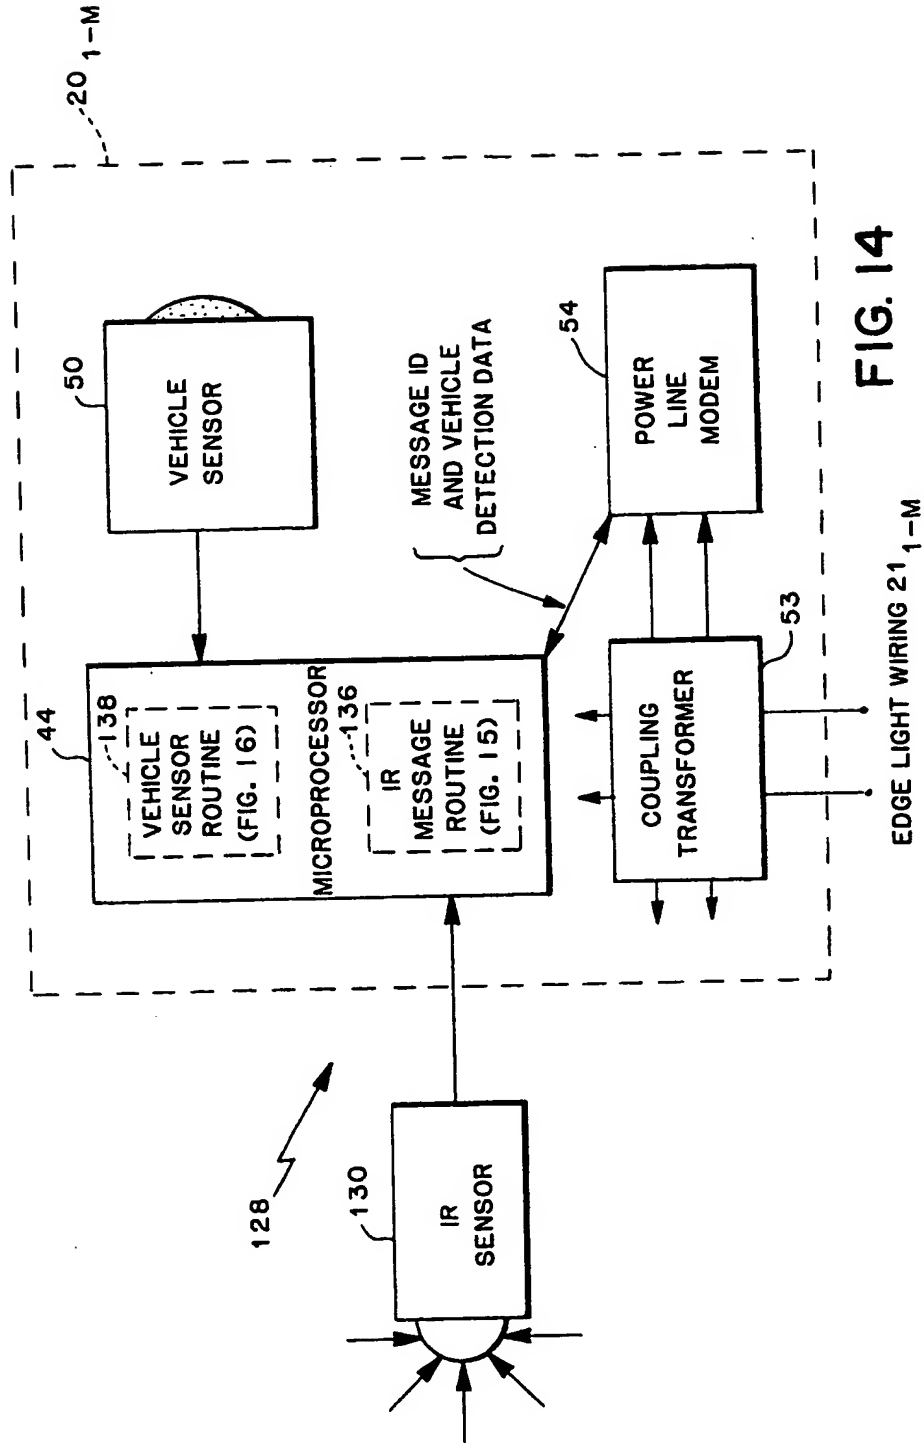 20 1-M
50
VEHICLE
SENSOR
44
138
VEHICLE
SENSOR
ROUTINE
(FIG. 16)
MICROPROCESSOR
136
IR
MESSAGE
ROUTINE
(FIG. 15)
MESSAGE ID
AND VEHICLE
DETECTION DATA
54
POWER
LINE
MODEM
53
COUPLING
TRANSFORMER
128
130
IR
SENSOR
EDGE LIGHT WIRING 21 1-M
FIG. 14